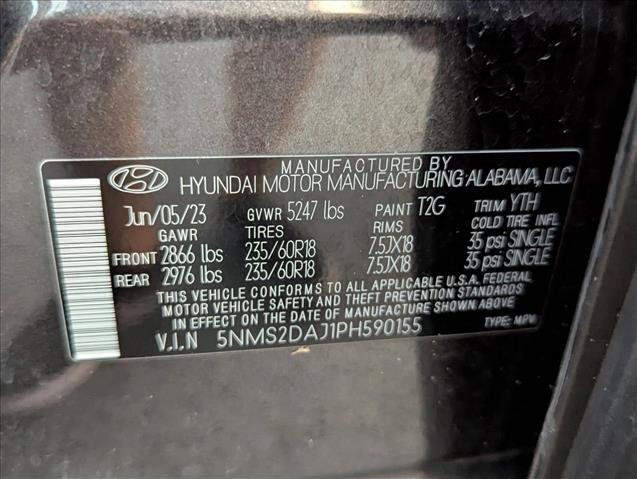 MANUFACTURED BY
HYUNDAI MOTOR MANUFACTURING ALABAMA, LLC
Jun/05/23 GVWR 5247 lbs PAINT T2G TRIM YTH
GAWR TIRES RIMS COLD TIRE INFL
FRONT 2866 lbs 235/60R18 7.5JX18 35 psi SINGLE
REAR 2976 lbs 235/60R18 7.5JX18 35 psi SINGLE
THIS VEHICLE CONFORMS TO ALL APPLICABLE U.S.A. FEDERAL
MOTOR VEHICLE SAFETY AND THEFT PREVENTION STANDARDS
IN EFFECT ON THE DATE OF MANUFACTURE SHOWN ABOVE
V.I.N 5NMS2DAJ1PH590155 TYPE: MPV